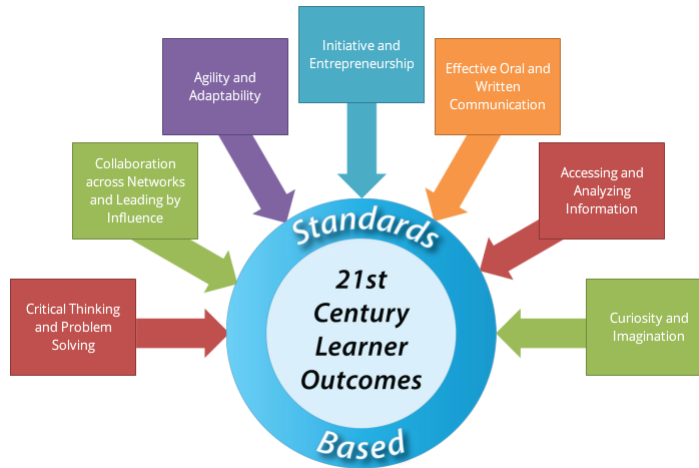 Initiative and
Entrepreneurship
Agility and
Adaptability
Effective Oral and
Written
Communication
Collaboration
across Networks
and Leading by
Influence
Accessing and
Analyzing
Information
Critical Thinking
and Problem
Solving
Curiosity and
Imagination
Standards
21st
Century
Learner
Outcomes
Based